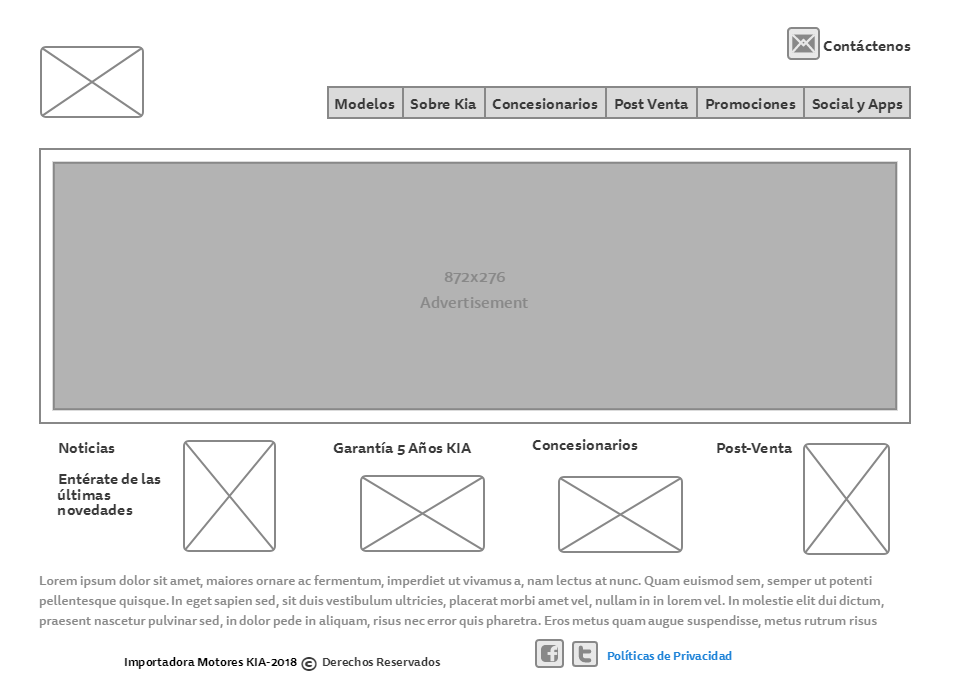 Contáctenos
Modelos Sobre Kia Concesionarios Post Venta Promociones Social y Apps
872x276
Advertisement
Noticias
Entérate de las
últimas
novedades
Garantía 5 Años KIA
Concesionarios
Post-Venta
Lorem ipsum dolor sit amet, maiores ornare ac fermentum, imperdiet ut vivamus a, nam lectus at nunc. Quam euismod sem, semper ut potenti
pellentesque quisque. In eget sapien sed, sit duis vestibulum ultricies, placerat morbi amet vel, nullam in in lorem vel. In molestie elit dui dictum,
praesent nascetur pulvinar sed, in dolor pede in aliquam, risus nec error quis pharetra. Eros metus quam augue suspendisse, metus rutrum risus
Importadora Motores KIA-2018 © Derechos Reservados
Políticas de Privacidad